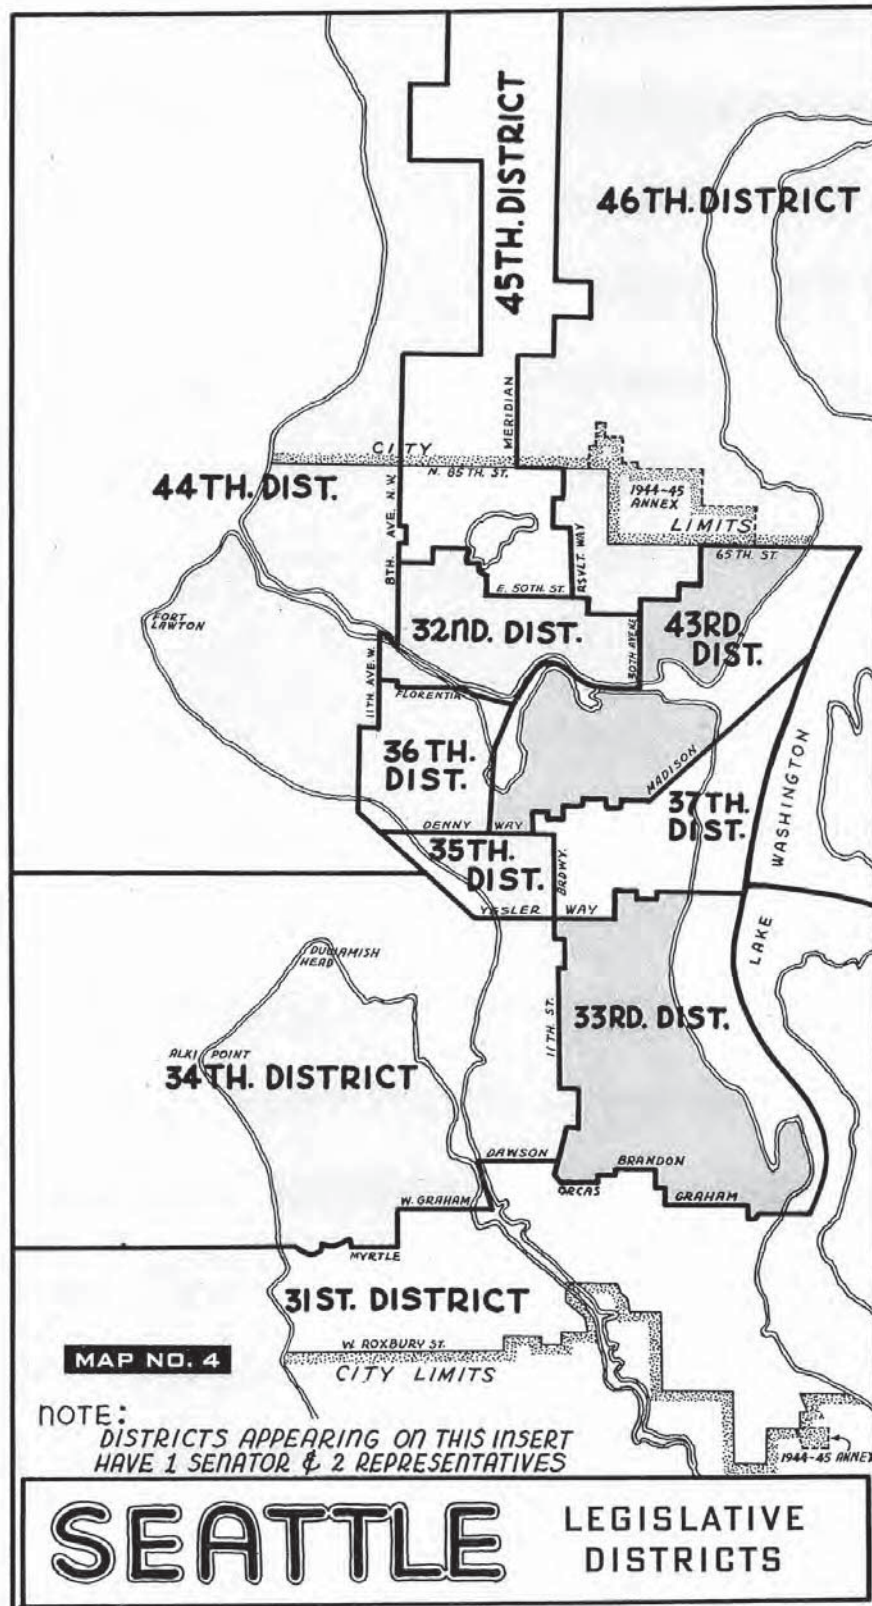 45TH. DISTRICT
46TH. DISTRICT
MERIDIAN
CITY
N. 85TH. ST.
44TH. DIST.
1944-45
ANNEX
LIMITS
65TH. ST.
8TH. AVE. N.W.
RSVLT. WAY
E. 50TH. ST.
FORT
LAWTON
32ND. DIST.
30TH AVE NE
43RD.
DIST.
11TH. AVE. W.
FLORENTIA
36TH.
DIST.
MADISON
37TH.
DIST.
WASHINGTON
DENNY WAY
35TH.
DIST.
BRDWY.
YESLER WAY
LAKE
DUWAMISH
HEAD
11TH. ST.
33RD. DIST.
ALKI POINT
34TH. DISTRICT
DAWSON
BRANDON
ORCAS
GRAHAM
W. GRAHAM
MYRTLE
31ST. DISTRICT
W. ROXBURY ST.
MAP NO. 4
CITY LIMITS
NOTE:
DISTRICTS APPEARING ON THIS INSERT
HAVE 1 SENATOR & 2 REPRESENTATIVES
1944-45 ANNEX
SEATTLE
LEGISLATIVE
DISTRICTS